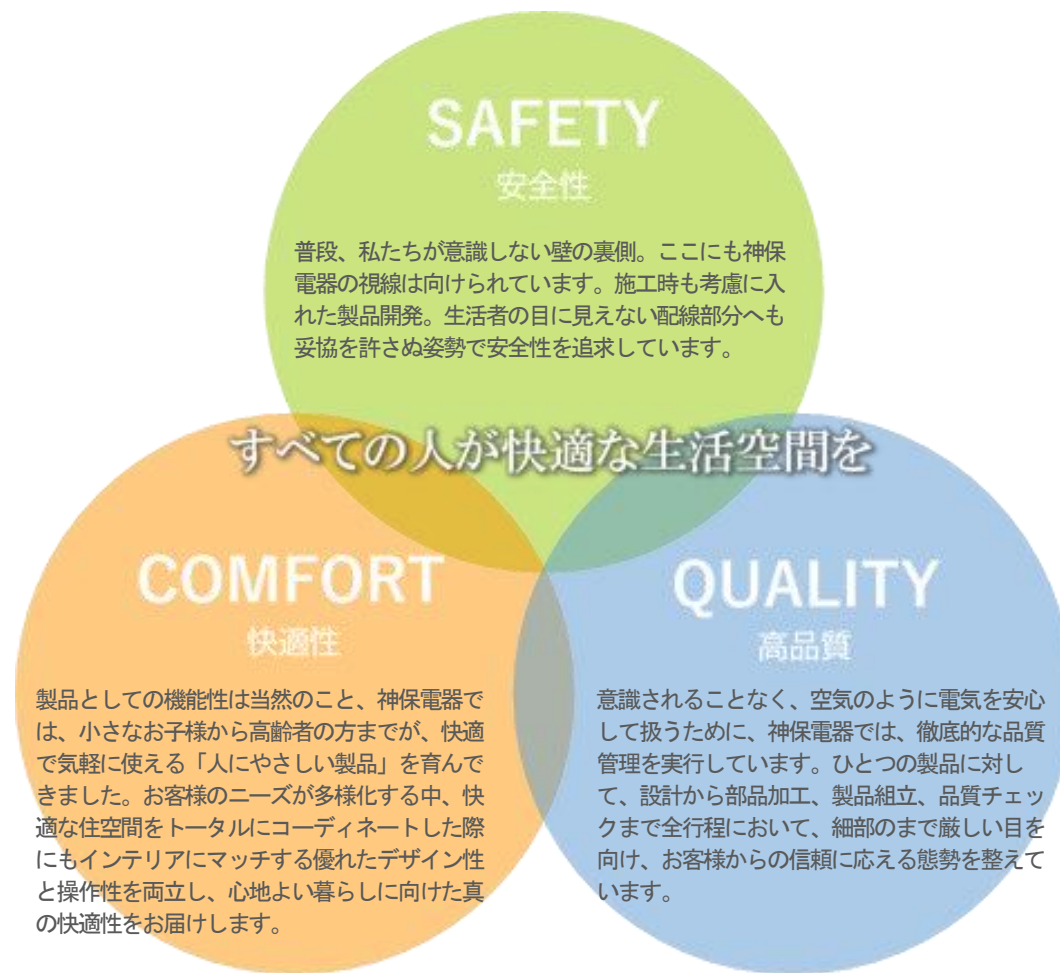 SAFETY
安全性
普段、私たちが意識しない壁の裏側。ここにも神保
電器の視線は向けられています。施工時も考慮に入
れた製品開発。生活者の目に見えない配線部分へも
妥協を許さぬ姿勢で安全性を追求しています。
すべての人が快適な生活空間を
COMFORT
快適性
製品としての機能性は当然のこと、神保電器で
は、小さなお子様から高齢者の方までが、快適
で気軽に使える「人にやさしい製品」を育んで
きました。お客様のニーズが多様化する中、快
適な住空間をトータルにコーディネートした際
にもインテリアにマッチする優れたデザイン性
と操作性を両立し、心地よい暮らしに向けた真
の快適性をお届けします。
QUALITY
高品質
意識されることなく、空気のように電気を安心
して扱うために、神保電器では、徹底的な品質
管理を実行しています。ひとつの製品に対し
て、設計から部品加工、製品組立、品質チェッ
クまで全行程において、細部のまで厳しい目を
向け、お客様からの信頼に応える態勢を整えて
います。